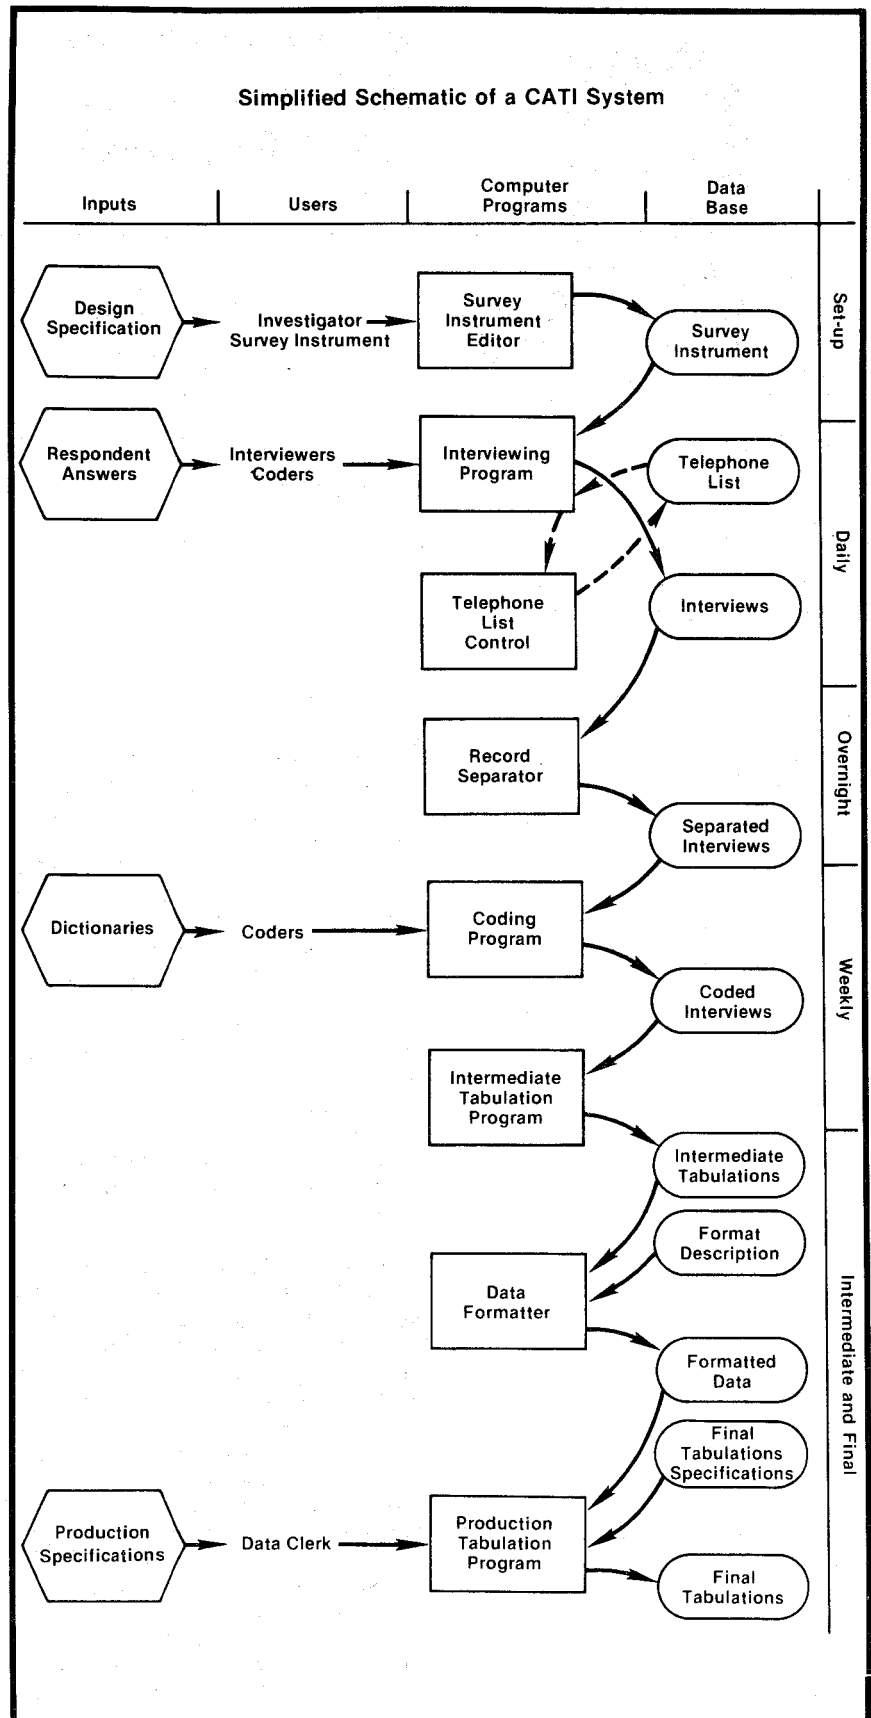 Simplified Schematic of a CATI System
Inputs
Users
Computer
Programs
Data
Base
Set-up
Design
Specification
Investigator
Survey Instrument
Survey
Instrument
Editor
Survey
Instrument
Daily
Respondent
Answers
Interviewers
Coders
Interviewing
Program
Telephone
List
Telephone
List
Control
Interviews
Overnight
Record
Separator
Separated
Interviews
Weekly
Dictionaries
Coders
Coding
Program
Coded
Interviews
Intermediate
Tabulation
Program
Intermediate and Final
Intermediate
Tabulations
Format
Description
Data
Formatter
Formatted
Data
Final
Tabulations
Specifications
Production
Specifications
Data Clerk
Production
Tabulation
Program
Final
Tabulations